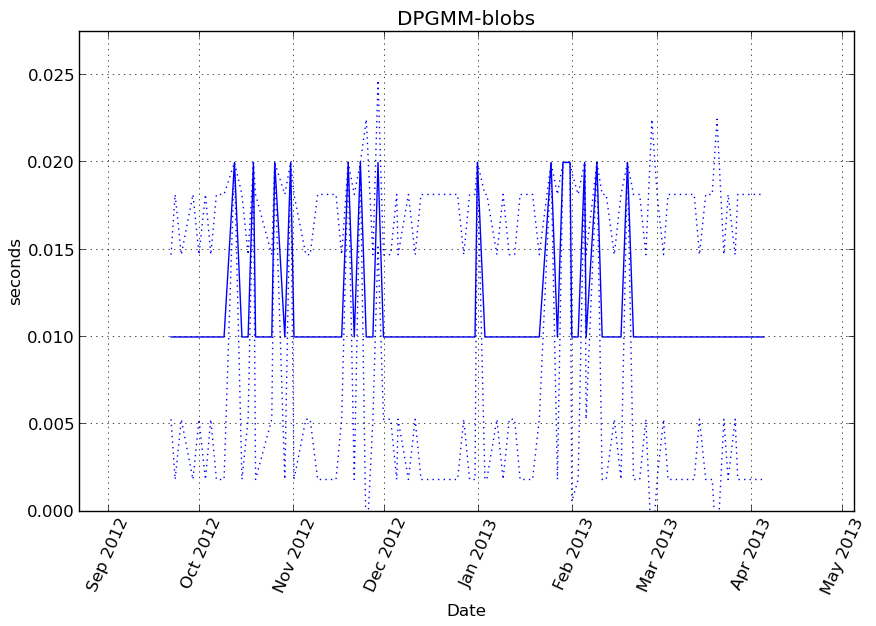 DPGMM-blobs
0.025
0.020
0.015
0.010
0.005
0.000
seconds
Sep 2012
Oct 2012
Nov 2012
Dec 2012
Jan 2013
Feb 2013
Mar 2013
Apr 2013
May 2013
Date